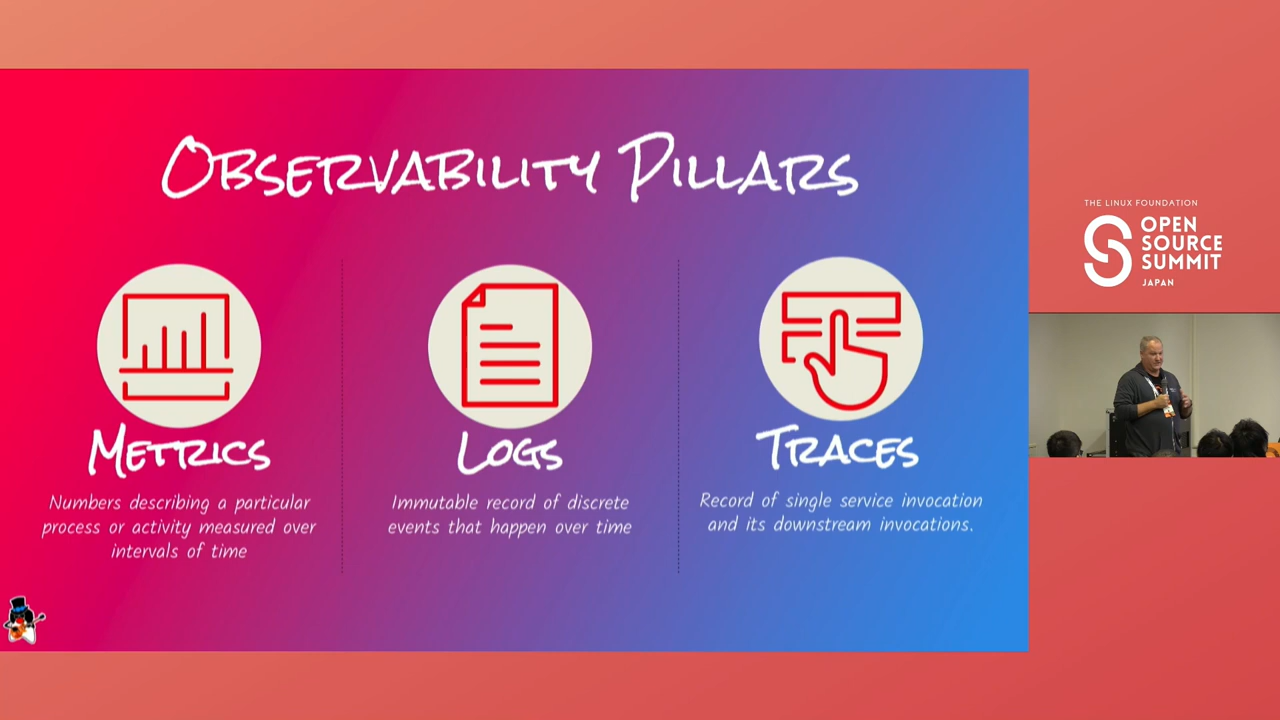 Observability Pillars
Metrics
Numbers describing a particular
process or activity measured over
intervals of time
Logs
Immutable record of discrete
events that happen over time
Traces
Record of single service invocation
and its downstream invocations.
THE LINUX FOUNDATION
OPEN
SOURCE
SUMMIT
JAPAN